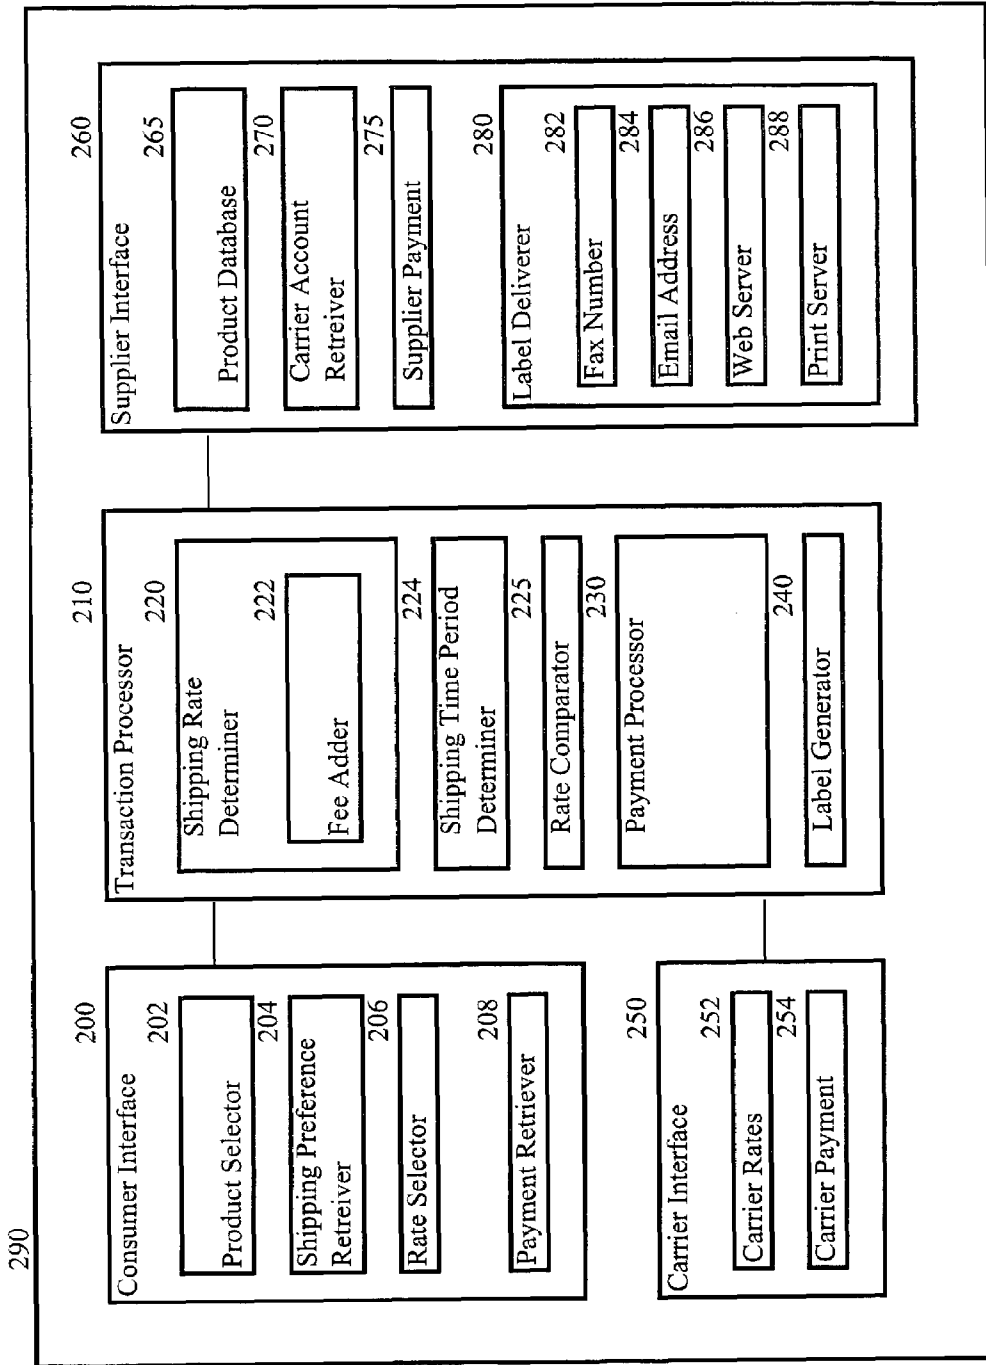 290
200
Consumer Interface
202
Product Selector
204
Shipping Preference
Retreiver
206
Rate Selector
208
Payment Retriever
250
Carrier Interface
252
Carrier Rates
254
Carrier Payment
210
Transaction Processor
220
Shipping Rate
Determiner
222
Fee Adder
224
Shipping Time Period
Determiner
225
Rate Comparator
230
Payment Processor
240
Label Generator
260
Supplier Interface
265
Product Database
270
Carrier Account
Retreiver
275
Supplier Payment
280
Label Deliverer
282
Fax Number
284
Email Address
286
Web Server
288
Print Server